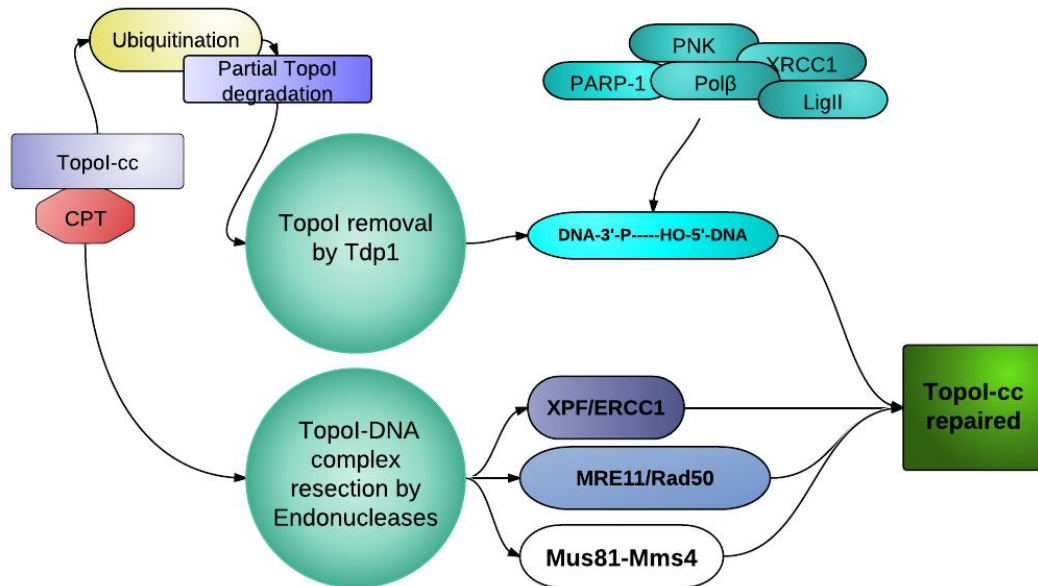 Ubiquitination
Partial TopoI
degradation
TopoI-cc
CPT
TopoI removal
by Tdp1
PNK
XRCC1
PARP-1
Polβ
LigII
DNA-3'-P-----HO-5'-DNA
TopoI-DNA
complex
resection by
Endonucleases
XPF/ERCC1
MRE11/Rad50
Mus81-Mms4
TopoI-cc
repaired